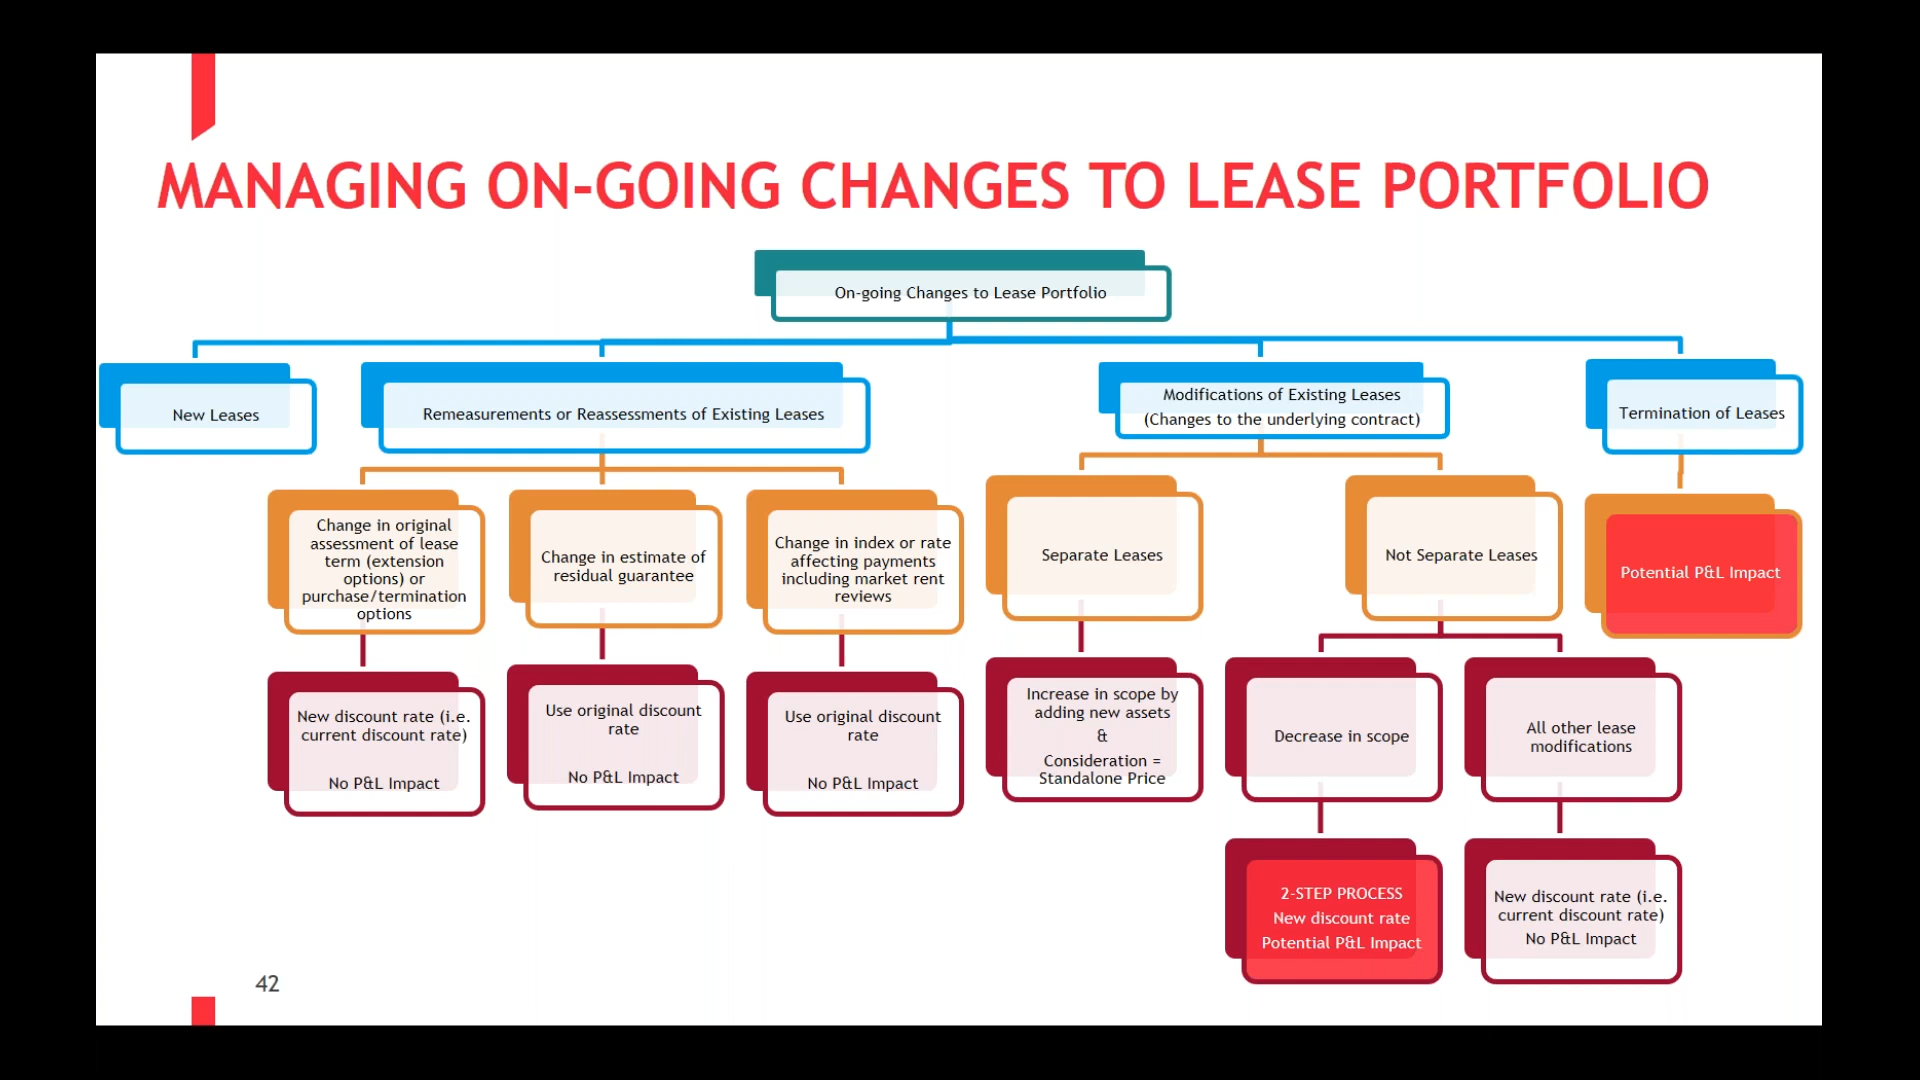 MANAGING ON-GOING CHANGES TO LEASE PORTFOLIO
On-going Changes to Lease Portfolio
New Leases
Remeasurements or Reassessments of Existing Leases
Modifications of Existing Leases
(Changes to the underlying contract)
Termination of Leases
Change in original
assessment of lease
term (extension
options) or
purchase/termination
options
Change in estimate of
residual guarantee
Change in index or rate
affecting payments
including market rent
reviews
Separate Leases
Not Separate Leases
Potential P&L Impact
New discount rate (i.e.
current discount rate)
No P&L Impact
Use original discount
rate
No P&L Impact
Use original discount
rate
No P&L Impact
Increase in scope by
adding new assets
&
Consideration =
Standalone Price
Decrease in scope
All other lease
modifications
2-STEP PROCESS
New discount rate
Potential P&L Impact
New discount rate (i.e.
current discount rate)
No P&L Impact
42